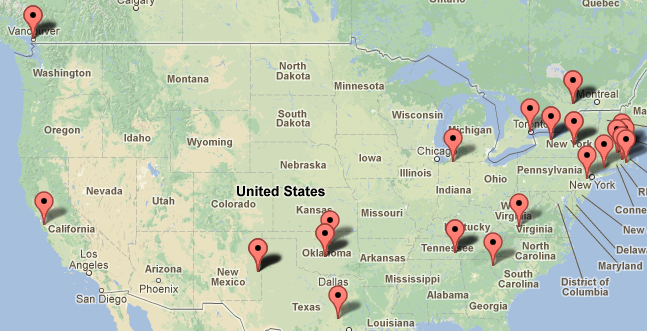 Calgary
Ontario
Quebec
Vancouver
Washington
Montana
North
Dakota
Minnesota
Montreal
Oregon
Idaho
Wyoming
South
Dakota
Wisconsin
Michigan
Toronto
New York
Chicago
Nebraska
Iowa
Illinois
Indiana
Ohio
Pennsylvania
New York
Nevada
Utah
Colorado
United States
Kansas
Missouri
Kentucky
West
Virginia
Virginia
Conne
New
Delaw
Maryland
District of
Columbia
California
Los
Angeles
San Diego
Arizona
Phoenix
New
Mexico
Oklahoma
Arkansas
Tennessee
North
Carolina
South
Carolina
Dallas
Texas
Mississippi
Alabama
Georgia
Louisiana